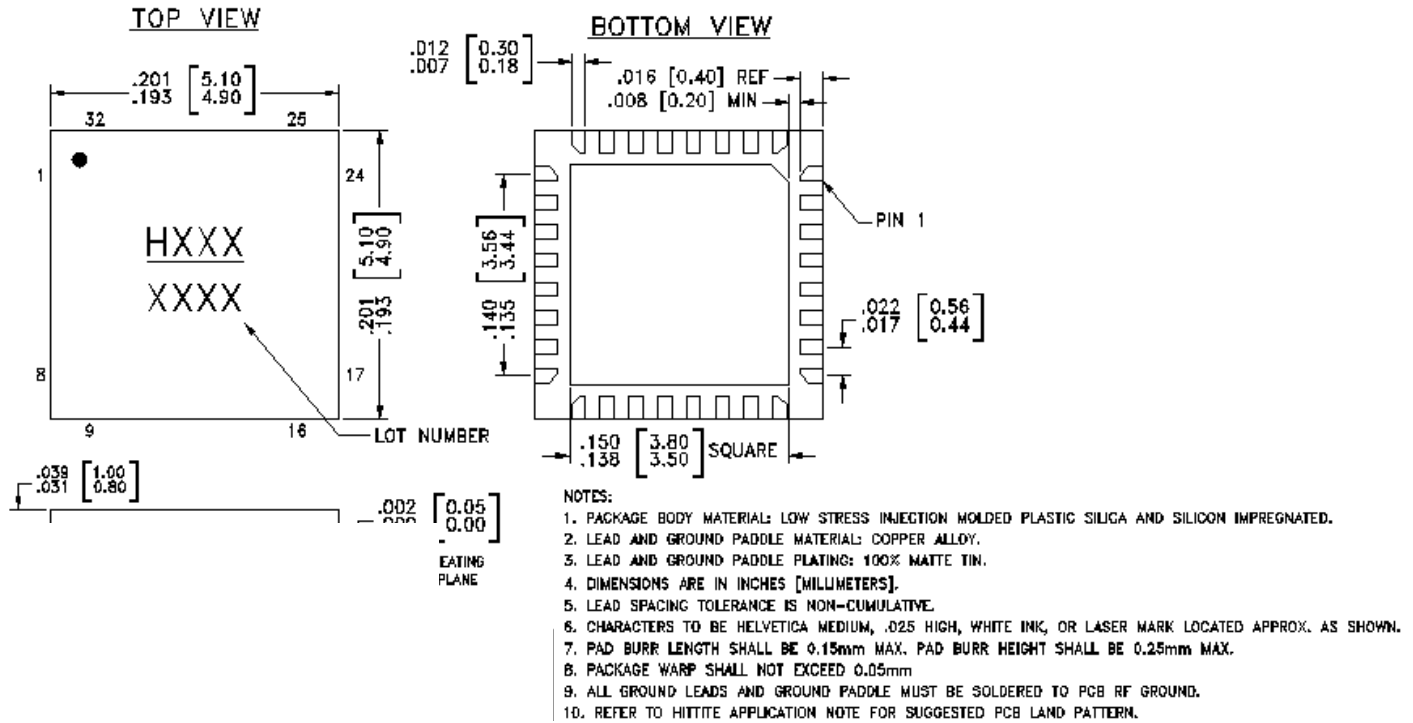 TOP VIEW
.201 [5.10]
.193 [4.90]
32 25
1 24
HXXX
XXXX
.201 [5.10]
.193 [4.90]
8 17
9 16
LOT NUMBER
.039 [1.00]
.031 [0.80]
.002 [0.05]
[0.00]
EATING
PLANE
BOTTOM VIEW
.012 [0.30]
.007 [0.18]
.016 [0.40] REF
.008 [0.20] MIN
PIN 1
.140 [3.56]
.135 [3.44]
.022 [0.56]
.017 [0.44]
.150 [3.80]
.138 [3.50] SQUARE
NOTES:
1. PACKAGE BODY MATERIAL: LOW STRESS INJECTION MOLDED PLASTIC SILICA AND SILICON IMPREGNATED.
2. LEAD AND GROUND PADDLE MATERIAL: COPPER ALLOY.
3. LEAD AND GROUND PADDLE PLATING: 100% MATTE TIN.
4. DIMENSIONS ARE IN INCHES [MILLIMETERS].
5. LEAD SPACING TOLERANCE IS NON-CUMULATIVE.
6. CHARACTERS TO BE HELVETICA MEDIUM, .025 HIGH, WHITE INK, OR LASER MARK LOCATED APPROX. AS SHOWN.
7. PAD BURR LENGTH SHALL BE 0.15mm MAX. PAD BURR HEIGHT SHALL BE 0.25mm MAX.
8. PACKAGE WARP SHALL NOT EXCEED 0.05mm
9. ALL GROUND LEADS AND GROUND PADDLE MUST BE SOLDERED TO PCB RF GROUND.
10. REFER TO HITTITE APPLICATION NOTE FOR SUGGESTED PCB LAND PATTERN.